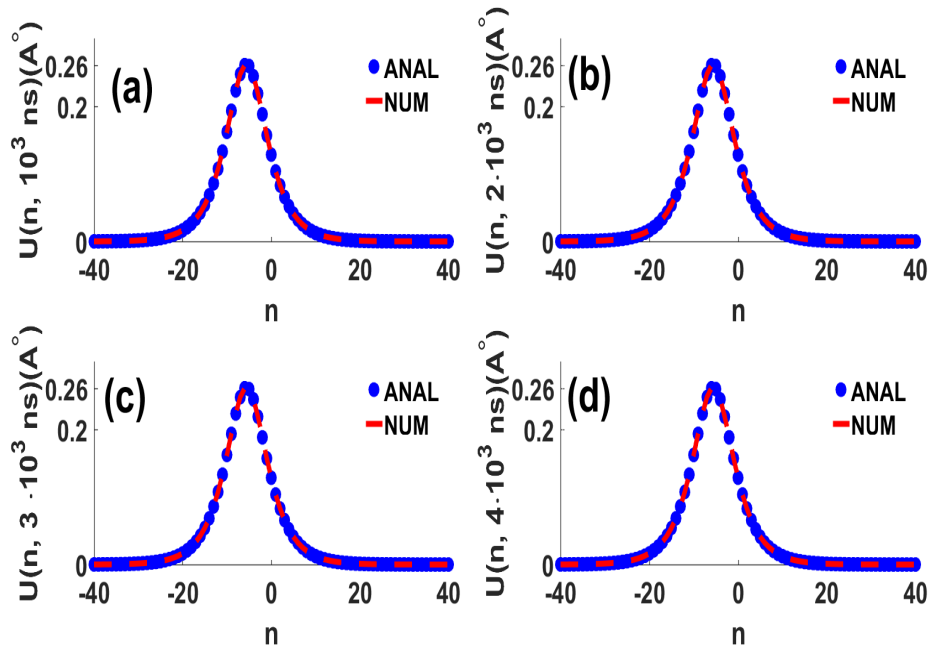 U(n, 10³ ns)(A°)
0.26
0.2
0
(a)
ANAL
NUM
-40 -20 0 20 40
n
U(n, 2·10³ ns)(A°)
0.26
0.2
0
(b)
ANAL
NUM
-40 -20 0 20 40
n
U(n, 3 ·10³ ns)(A°)
0.26
0.2
0
(c)
ANAL
NUM
-40 -20 0 20 40
n
U(n, 4·10³ ns)(A°)
0.26
0.2
0
(d)
ANAL
NUM
-40 -20 0 20 40
n